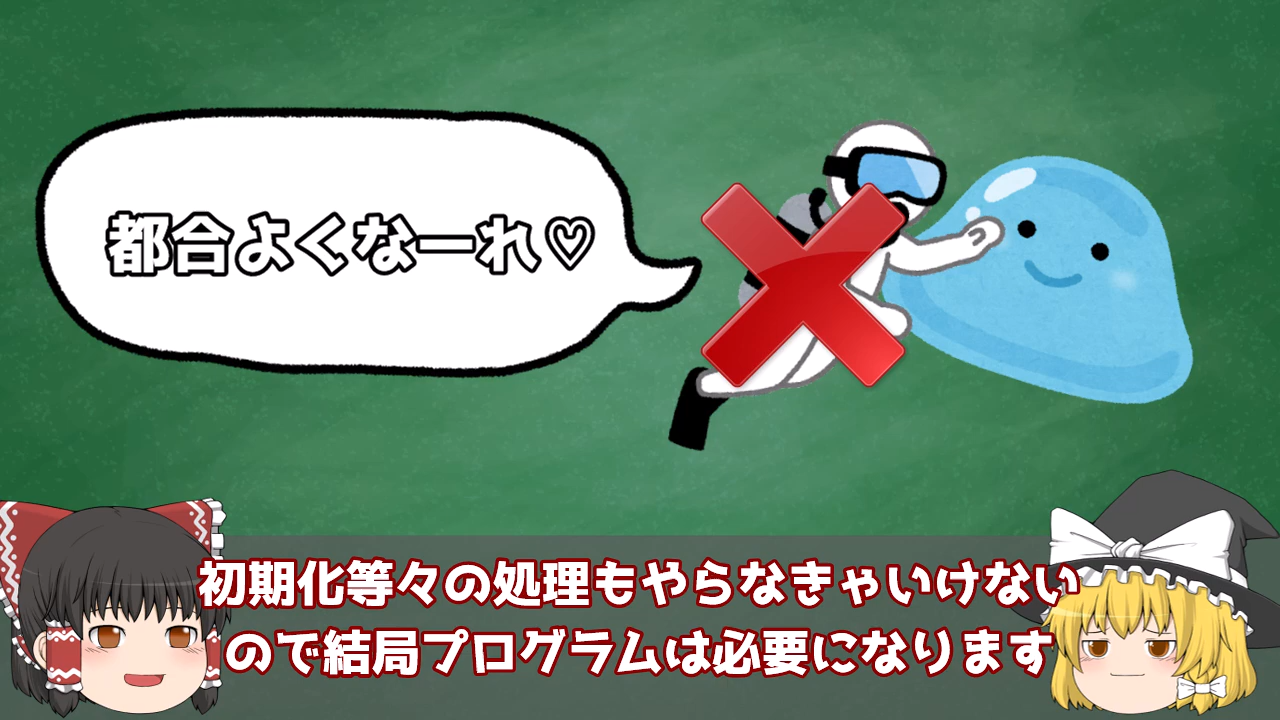 都合よくなーれ♡
初期化等々の処理もやらなきゃいけない
ので結局プログラムは必要になります